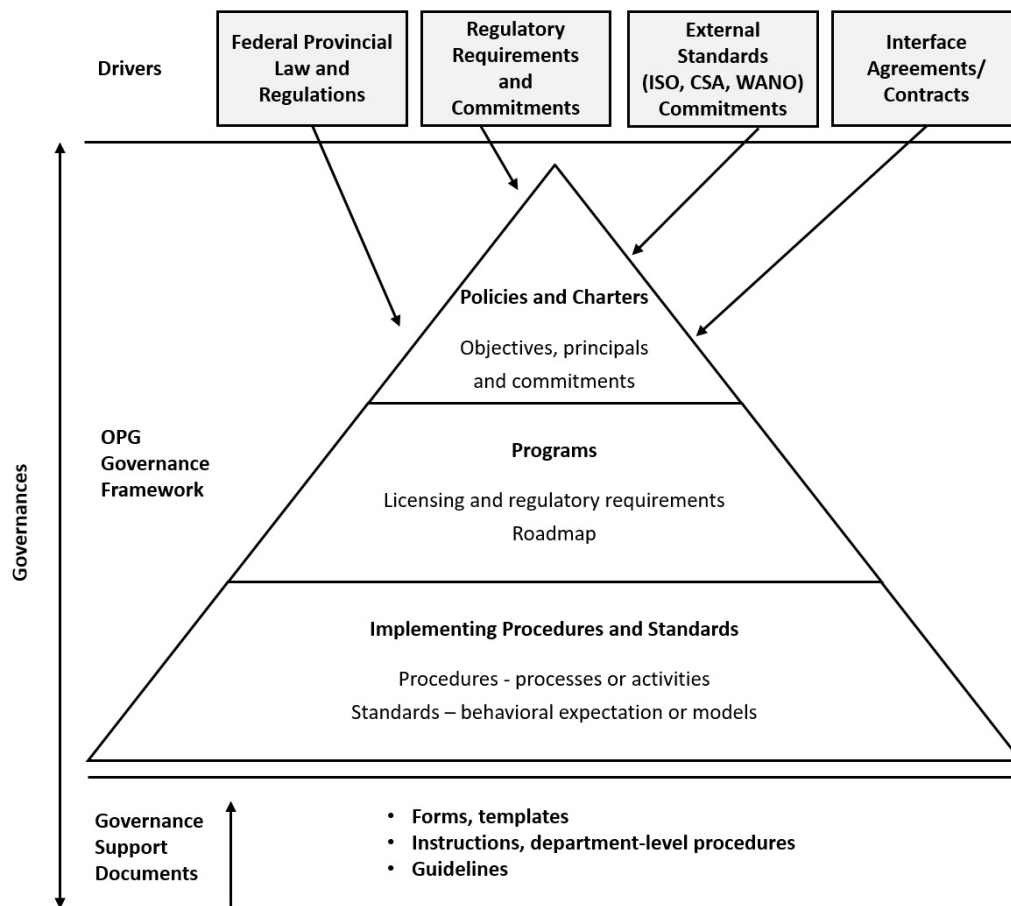 Drivers
Federal Provincial
Law and
Regulations
Regulatory
Requirements
and
Commitments
External
Standards
(ISO, CSA, WANO)
Commitments
Interface
Agreements/
Contracts
Governances
OPG
Governance
Framework
Policies and Charters
Objectives, principals
and commitments
Programs
Licensing and regulatory requirements
Roadmap
Implementing Procedures and Standards
Procedures - processes or activities
Standards – behavioral expectation or models
Governance
Support
Documents
• Forms, templates
• Instructions, department-level procedures
• Guidelines